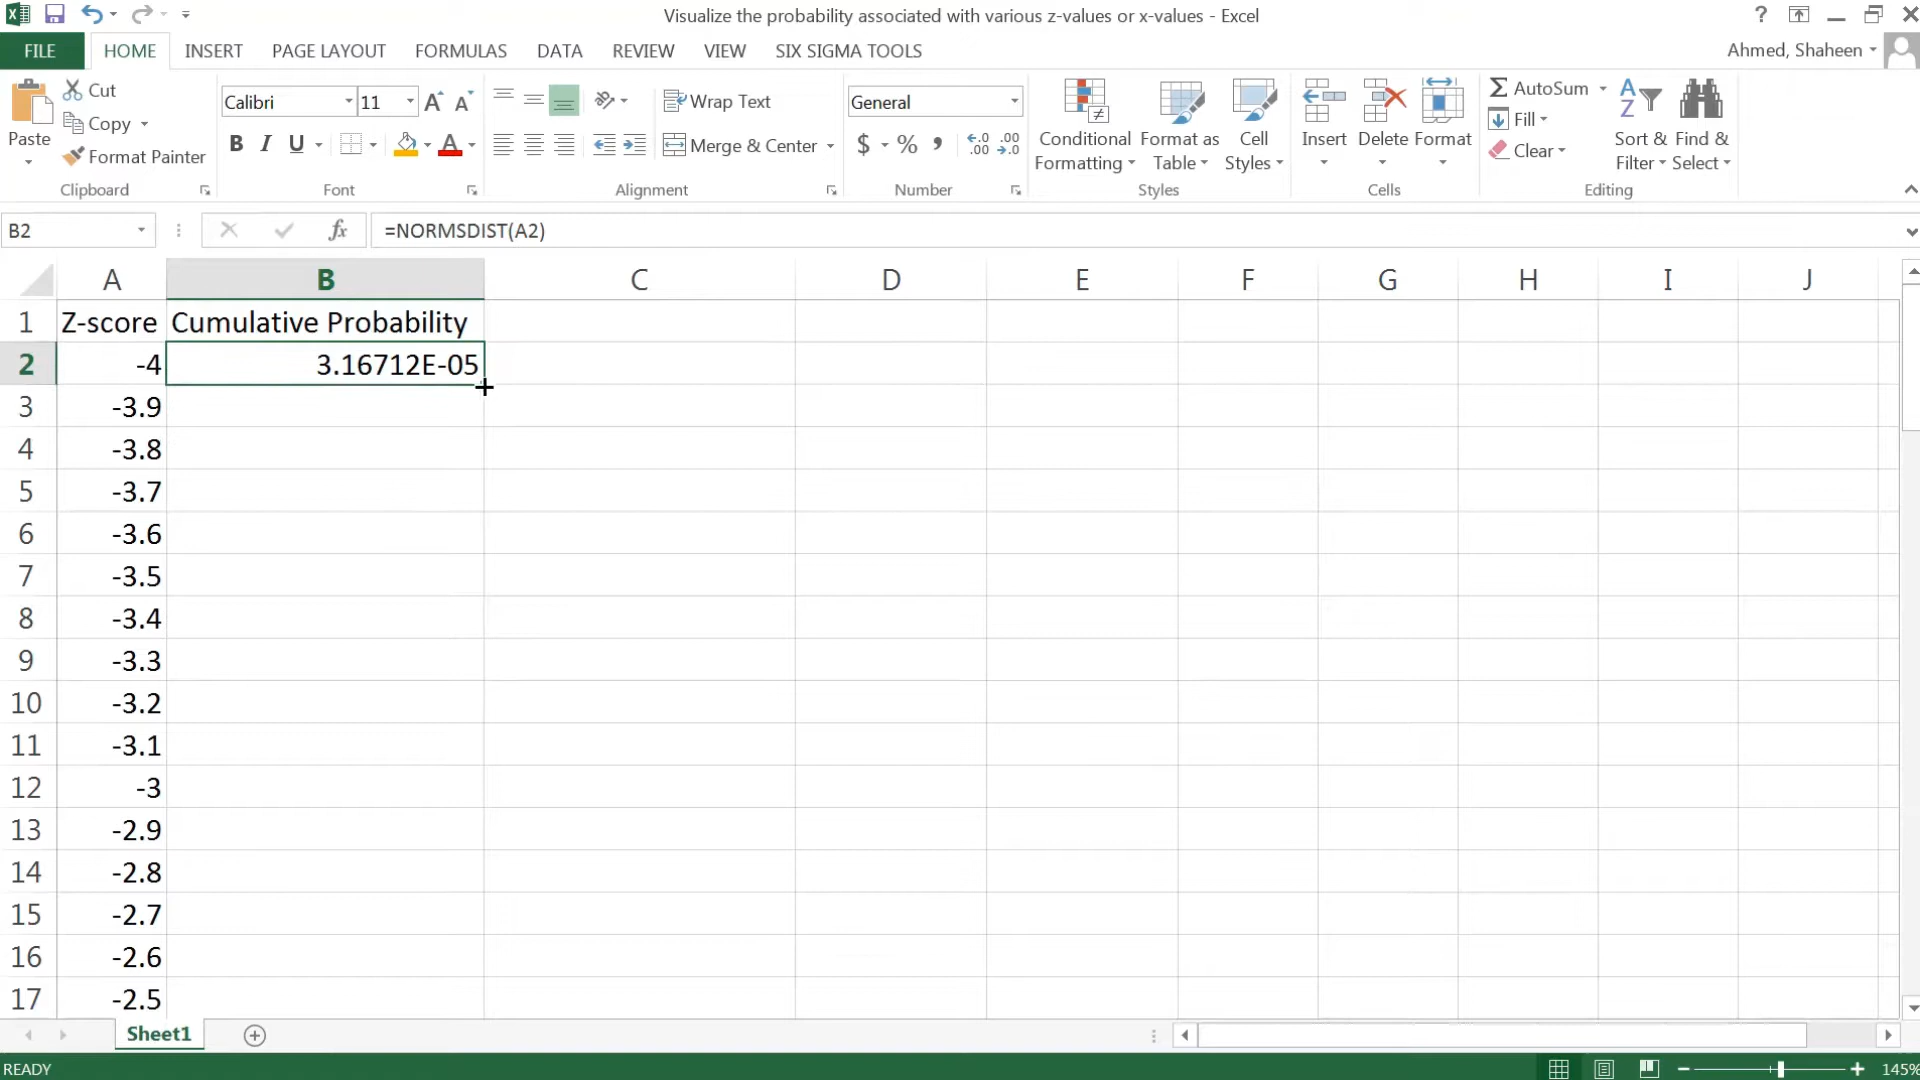 Visualize the probability associated with various z-values or x-values - Excel
?
FILE HOME INSERT PAGE LAYOUT FORMULAS DATA REVIEW VIEW SIX SIGMA TOOLS
Ahmed, Shaheen
Paste
Cut
Copy
Format Painter
Clipboard
Calibri 11
B I U
Font
Wrap Text
Merge & Center
Alignment
General
$ % ,
Number
Conditional Formatting
Format as Table
Cell Styles
Styles
Insert
Delete
Format
Cells
AutoSum
Fill
Clear
Sort & Filter
Find & Select
Editing
B2 fx =NORMSDIST(A2)
A B C D E F G H I J
1 Z-score Cumulative Probability
2 -4 3.16712E-05
3 -3.9
4 -3.8
5 -3.7
6 -3.6
7 -3.5
8 -3.4
9 -3.3
10 -3.2
11 -3.1
12 -3
13 -2.9
14 -2.8
15 -2.7
16 -2.6
17 -2.5
Sheet1
READY
145%